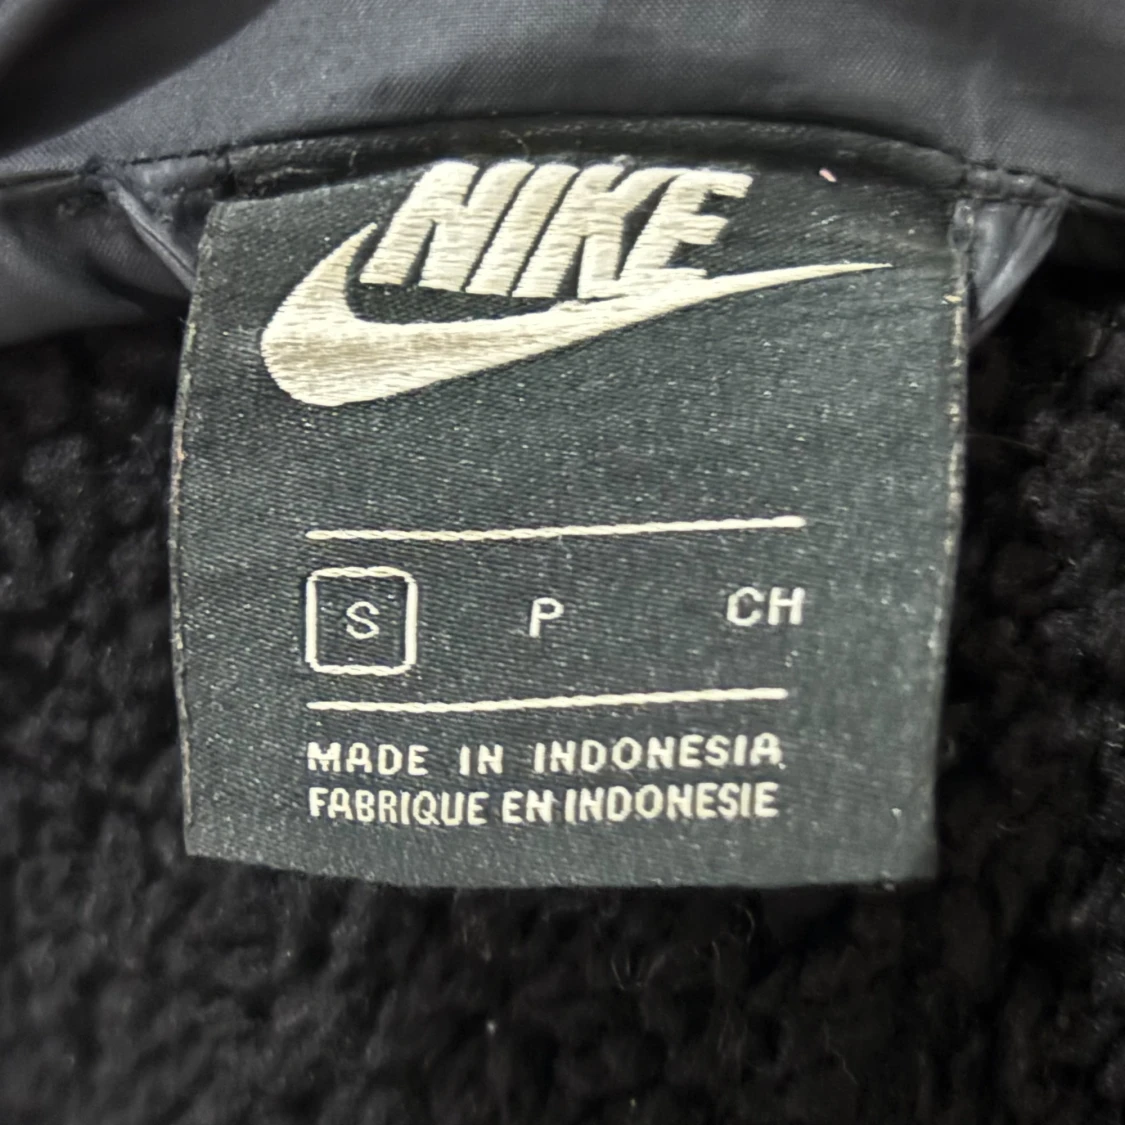 NIKE
S P CH
MADE IN INDONESIA
FABRIQUE EN INDONESIE